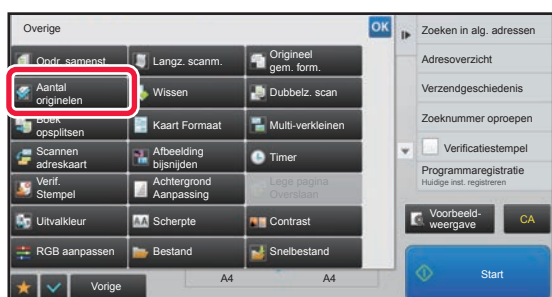 Overige
OK
Opdr. samenst.
Langz. scanm.
Origineel
gem. form.
Aantal
originelen
Wissen
Dubbelz. scan
Boek
opsplitsen
Kaart Formaat
Multi-verkleinen
Scannen
adreskaart
Afbeelding
bijsnijden
Timer
Verif.
Stempel
Achtergrond
Aanpassing
Lege pagina
Overslaan
Uitvalkleur
AA Scherpte
Contrast
RGB aanpassen
Bestand
Snelbestand
Vorige
A4
A4
Zoeken in alg. adressen
Adresoverzicht
Verzendgeschiedenis
Zoeknummer oproepen
Verificatiestempel
Programmaregistratie
Huidige inst. registreren
Voorbeeld-
weergave
CA
Start